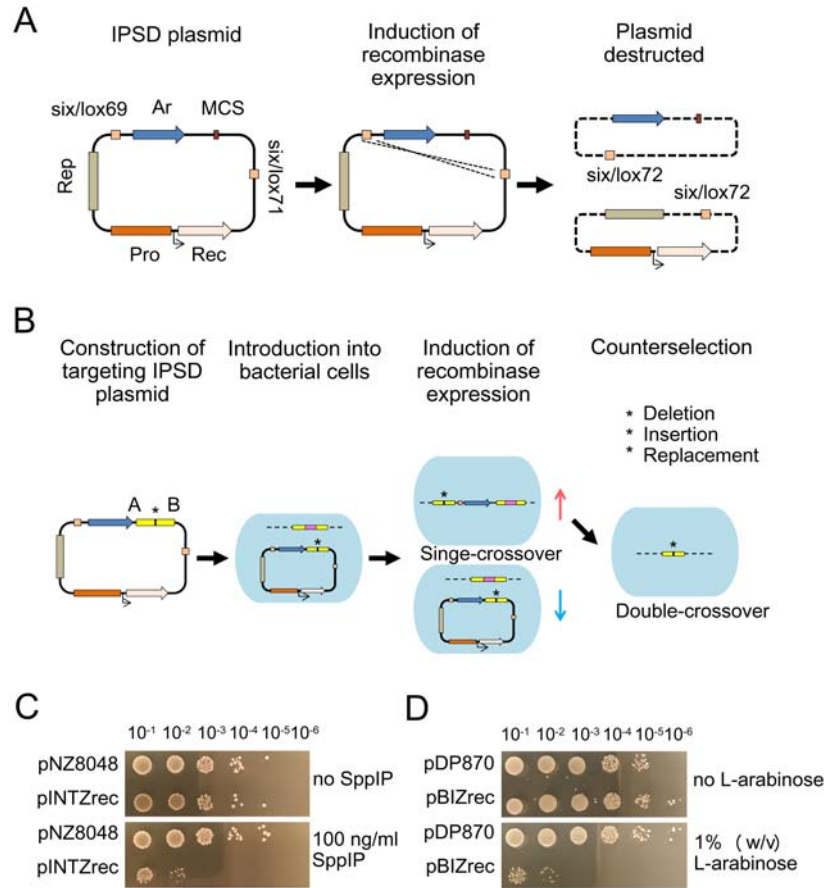 A
IPSD plasmid
Induction of
recombinase
expression
Plasmid
destructed
six/lox69
Ar
MCS
six/lox71
Rep
Pro
Rec
six/lox72
six/lox72
B
Construction of
targeting IPSD
plasmid
Introduction into
bacterial cells
Induction of
recombinase
expression
Counterselection
* Deletion
* Insertion
* Replacement
A
*
B
*
*
Singe-crossover
*
*
Double-crossover
C
10-1 10-2 10-3 10-4 10-5 10-6
pNZ8048
pINTZrec
no SppIP
pNZ8048
pINTZrec
100 ng/ml
SppIP
D
10-1 10-2 10-3 10-4 10-5 10-6
pDP870
pBIZrec
no L-arabinose
pDP870
pBIZrec
1% (w/v)
L-arabinose